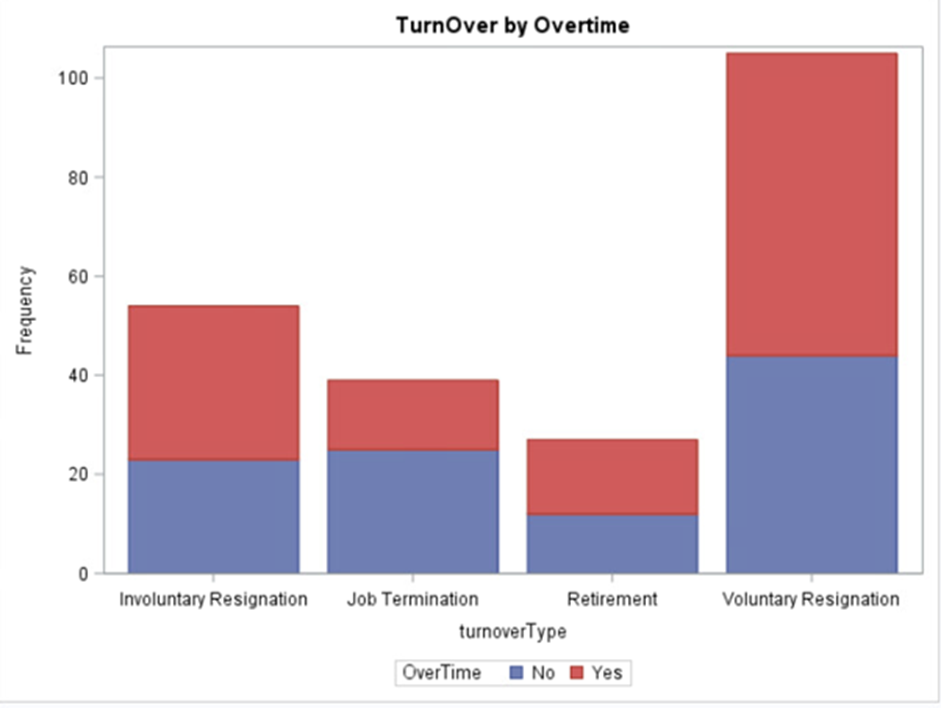 TurnOver by Overtime
100
80
60
40
20
0
Frequency
Involuntary Resignation Job Termination Retirement Voluntary Resignation
turnoverType
OverTime No Yes